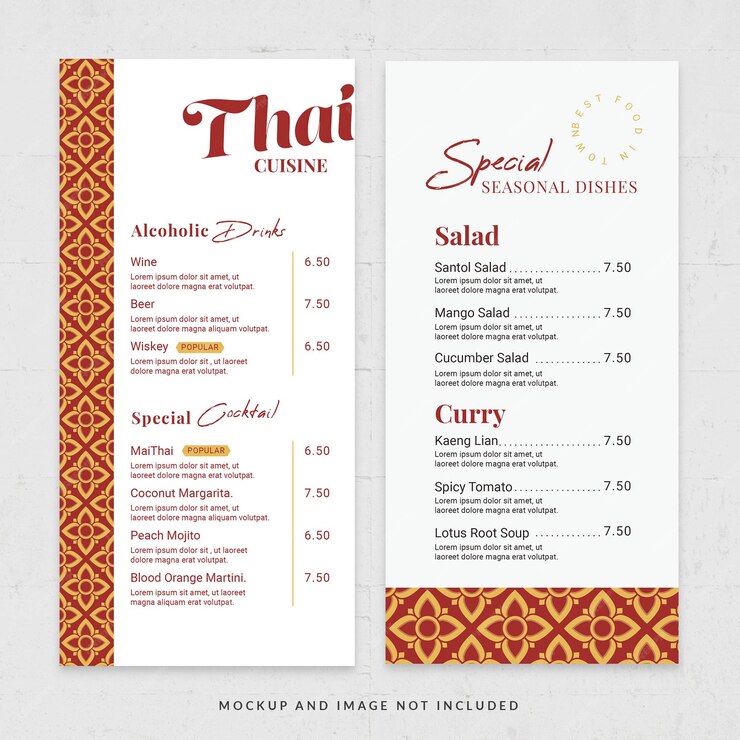 Thai
CUISINE
Alcoholic Drinks
Wine 6.50
Lorem ipsum dolor sit amet, ut
laoreet dolore magna erat volutpat.
Beer 7.50
Lorem ipsum dolor sit amet, ut
laoreet dolore magna aliquam volutpat.
Wiskey POPULAR 6.50
Lorem ipsum dolor sit , ut laoreet
dolore magna erat volutpat.
Special Cocktail
MaiThai POPULAR 6.50
Lorem ipsum dolor sit amet, ut
laoreet dolore magna erat volutpat.
Coconut Margarita. 7.50
Lorem ipsum dolor sit amet, ut
laoreet dolore magna aliquam volutpat.
Peach Mojito 6.50
Lorem ipsum dolor sit , ut laoreet
dolore magna erat volutpat.
Blood Orange Martini. 7.50
Lorem ipsum dolor sit amet, ut laoreet
magna aliquam erat volutpat.
BEST FOOD IN TOWN
Special
SEASONAL DISHES
Salad
Santol Salad . . . . . . . . . . . . . . . . 7.50
Lorem ipsum dolor sit amet, ut
laoreet dolore magna erat volutpat.
Mango Salad . . . . . . . . . . . . . . . 7.50
Lorem ipsum dolor sit amet, ut
laoreet dolore magna erat volutpat.
Cucumber Salad . . . . . . . . . . . . 7.50
Lorem ipsum dolor sit amet, ut
laoreet dolore magna erat volutpat.
Curry
Kaeng Lian. . . . . . . . . . . . . . . . . . 7.50
Lorem ipsum dolor sit amet, ut
laoreet dolore magna erat volutpat.
Spicy Tomato . . . . . . . . . . . . . . . 7.50
Lorem ipsum dolor sit amet, ut
laoreet dolore magna erat volutpat.
Lotus Root Soup . . . . . . . . . . . . 7.50
Lorem ipsum dolor sit amet, ut
laoreet dolore magna erat volutpat.
MOCKUP AND IMAGE NOT INCLUDED